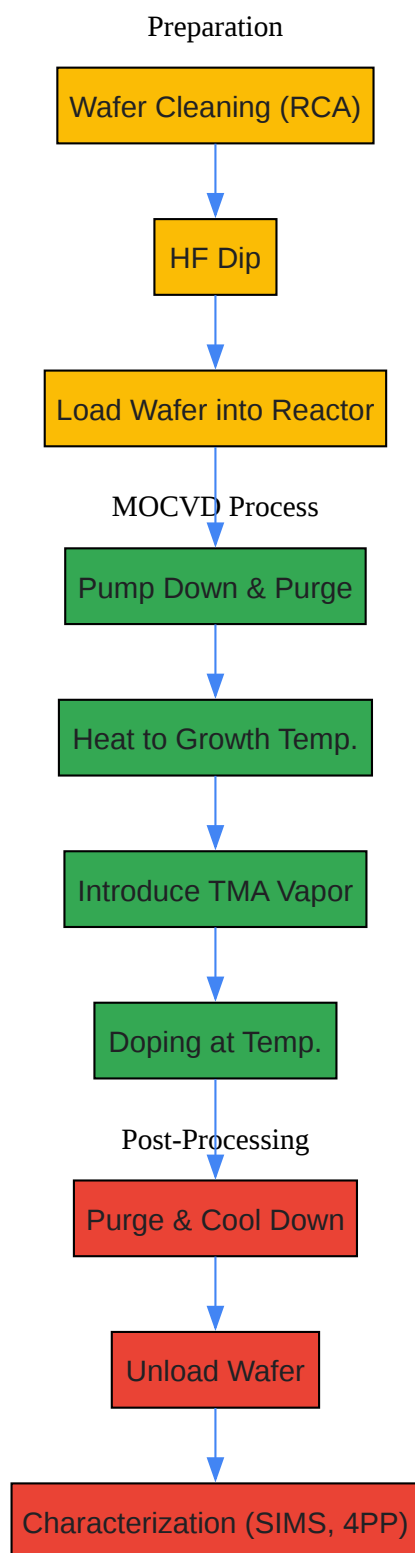 Preparation
Wafer Cleaning (RCA)
HF Dip
Load Wafer into Reactor
MOCVD Process
Pump Down & Purge
Heat to Growth Temp.
Introduce TMA Vapor
Doping at Temp.
Post-Processing
Purge & Cool Down
Unload Wafer
Characterization (SIMS, 4PP)